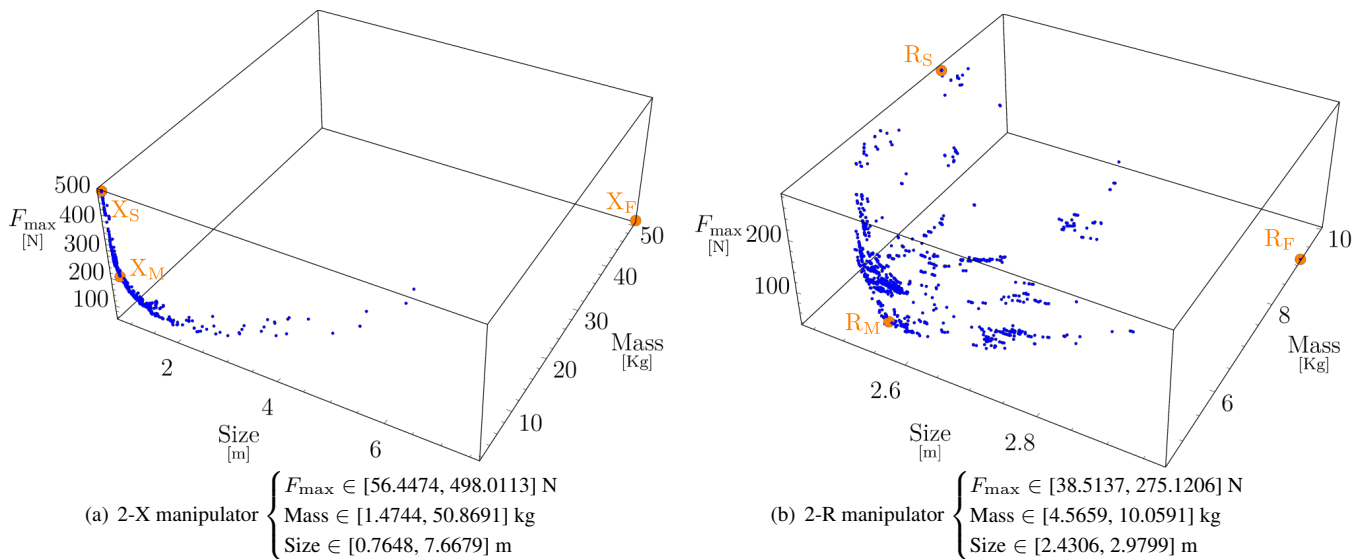 500
400
300
200
100
F_max
[N]
X_S
X_M
X_F
50
40
30
20
10
Mass
[Kg]
2
4
6
Size
[m]
(a) 2-X manipulator { F_max ∈ [56.4474, 498.0113] N
Mass ∈ [1.4744, 50.8691] kg
Size ∈ [0.7648, 7.6679] m
R_S
F_max
[N]
200
100
R_M
R_F
10
8
6
Mass
[Kg]
2.6
2.8
Size
[m]
(b) 2-R manipulator { F_max ∈ [38.5137, 275.1206] N
Mass ∈ [4.5659, 10.0591] kg
Size ∈ [2.4306, 2.9799] m